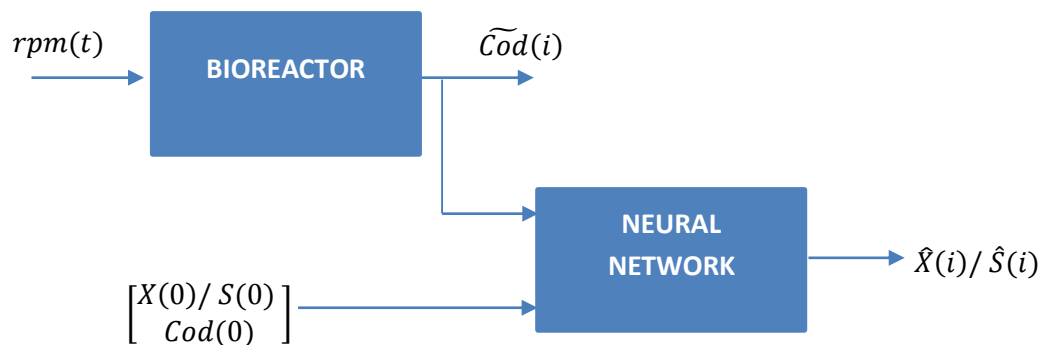 rpm(t)
BIOREACTOR
C̃od(i)
NEURAL
NETWORK
X̂(i)/ Ŝ(i)
[X(0)/ S(0)
Cod(0)]